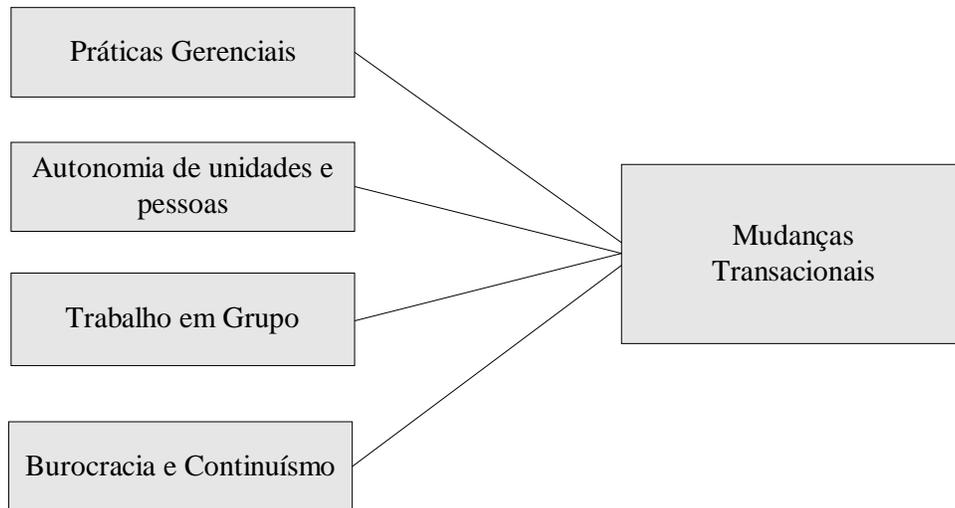 Práticas Gerenciais
Autonomia de unidades e
pessoas
Trabalho em Grupo
Burocracia e Continuísmo
Mudanças
Transacionais